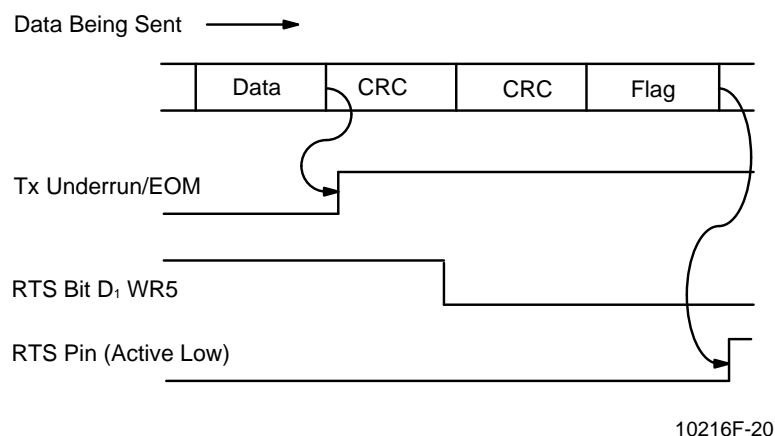 Data Being Sent
Data CRC CRC Flag
Tx Underrun/EOM
RTS Bit D₁ WR5
RTS Pin (Active Low)
10216F-20